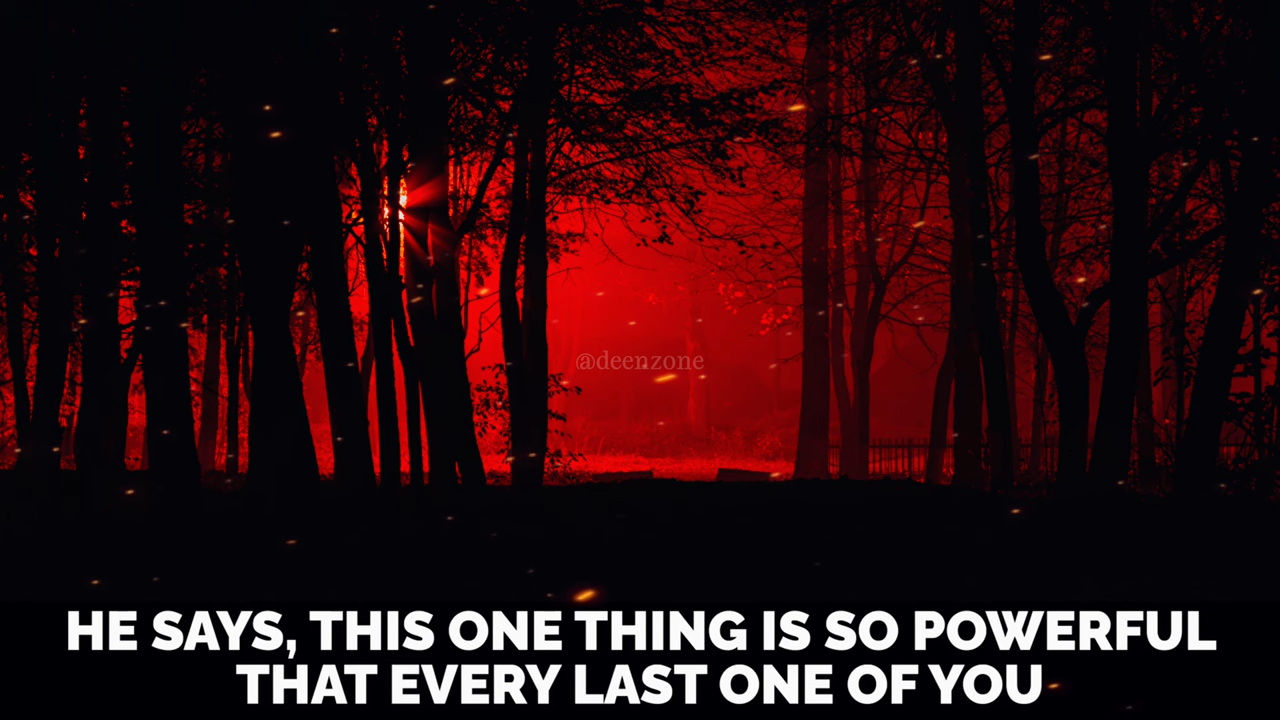 @deenzone
HE SAYS, THIS ONE THING IS SO POWERFUL
THAT EVERY LAST ONE OF YOU